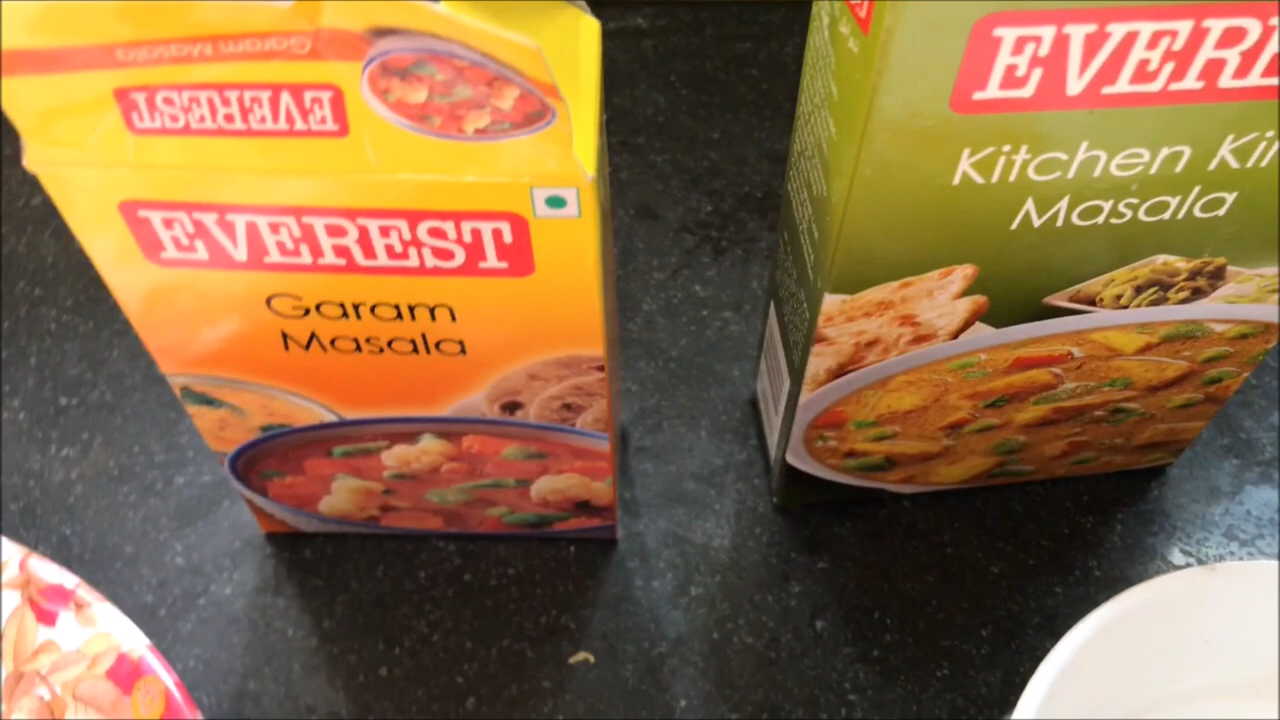 Garam Masala
EVEREST
EVEREST
Garam
Masala
EVERE
Kitchen Ki
Masala